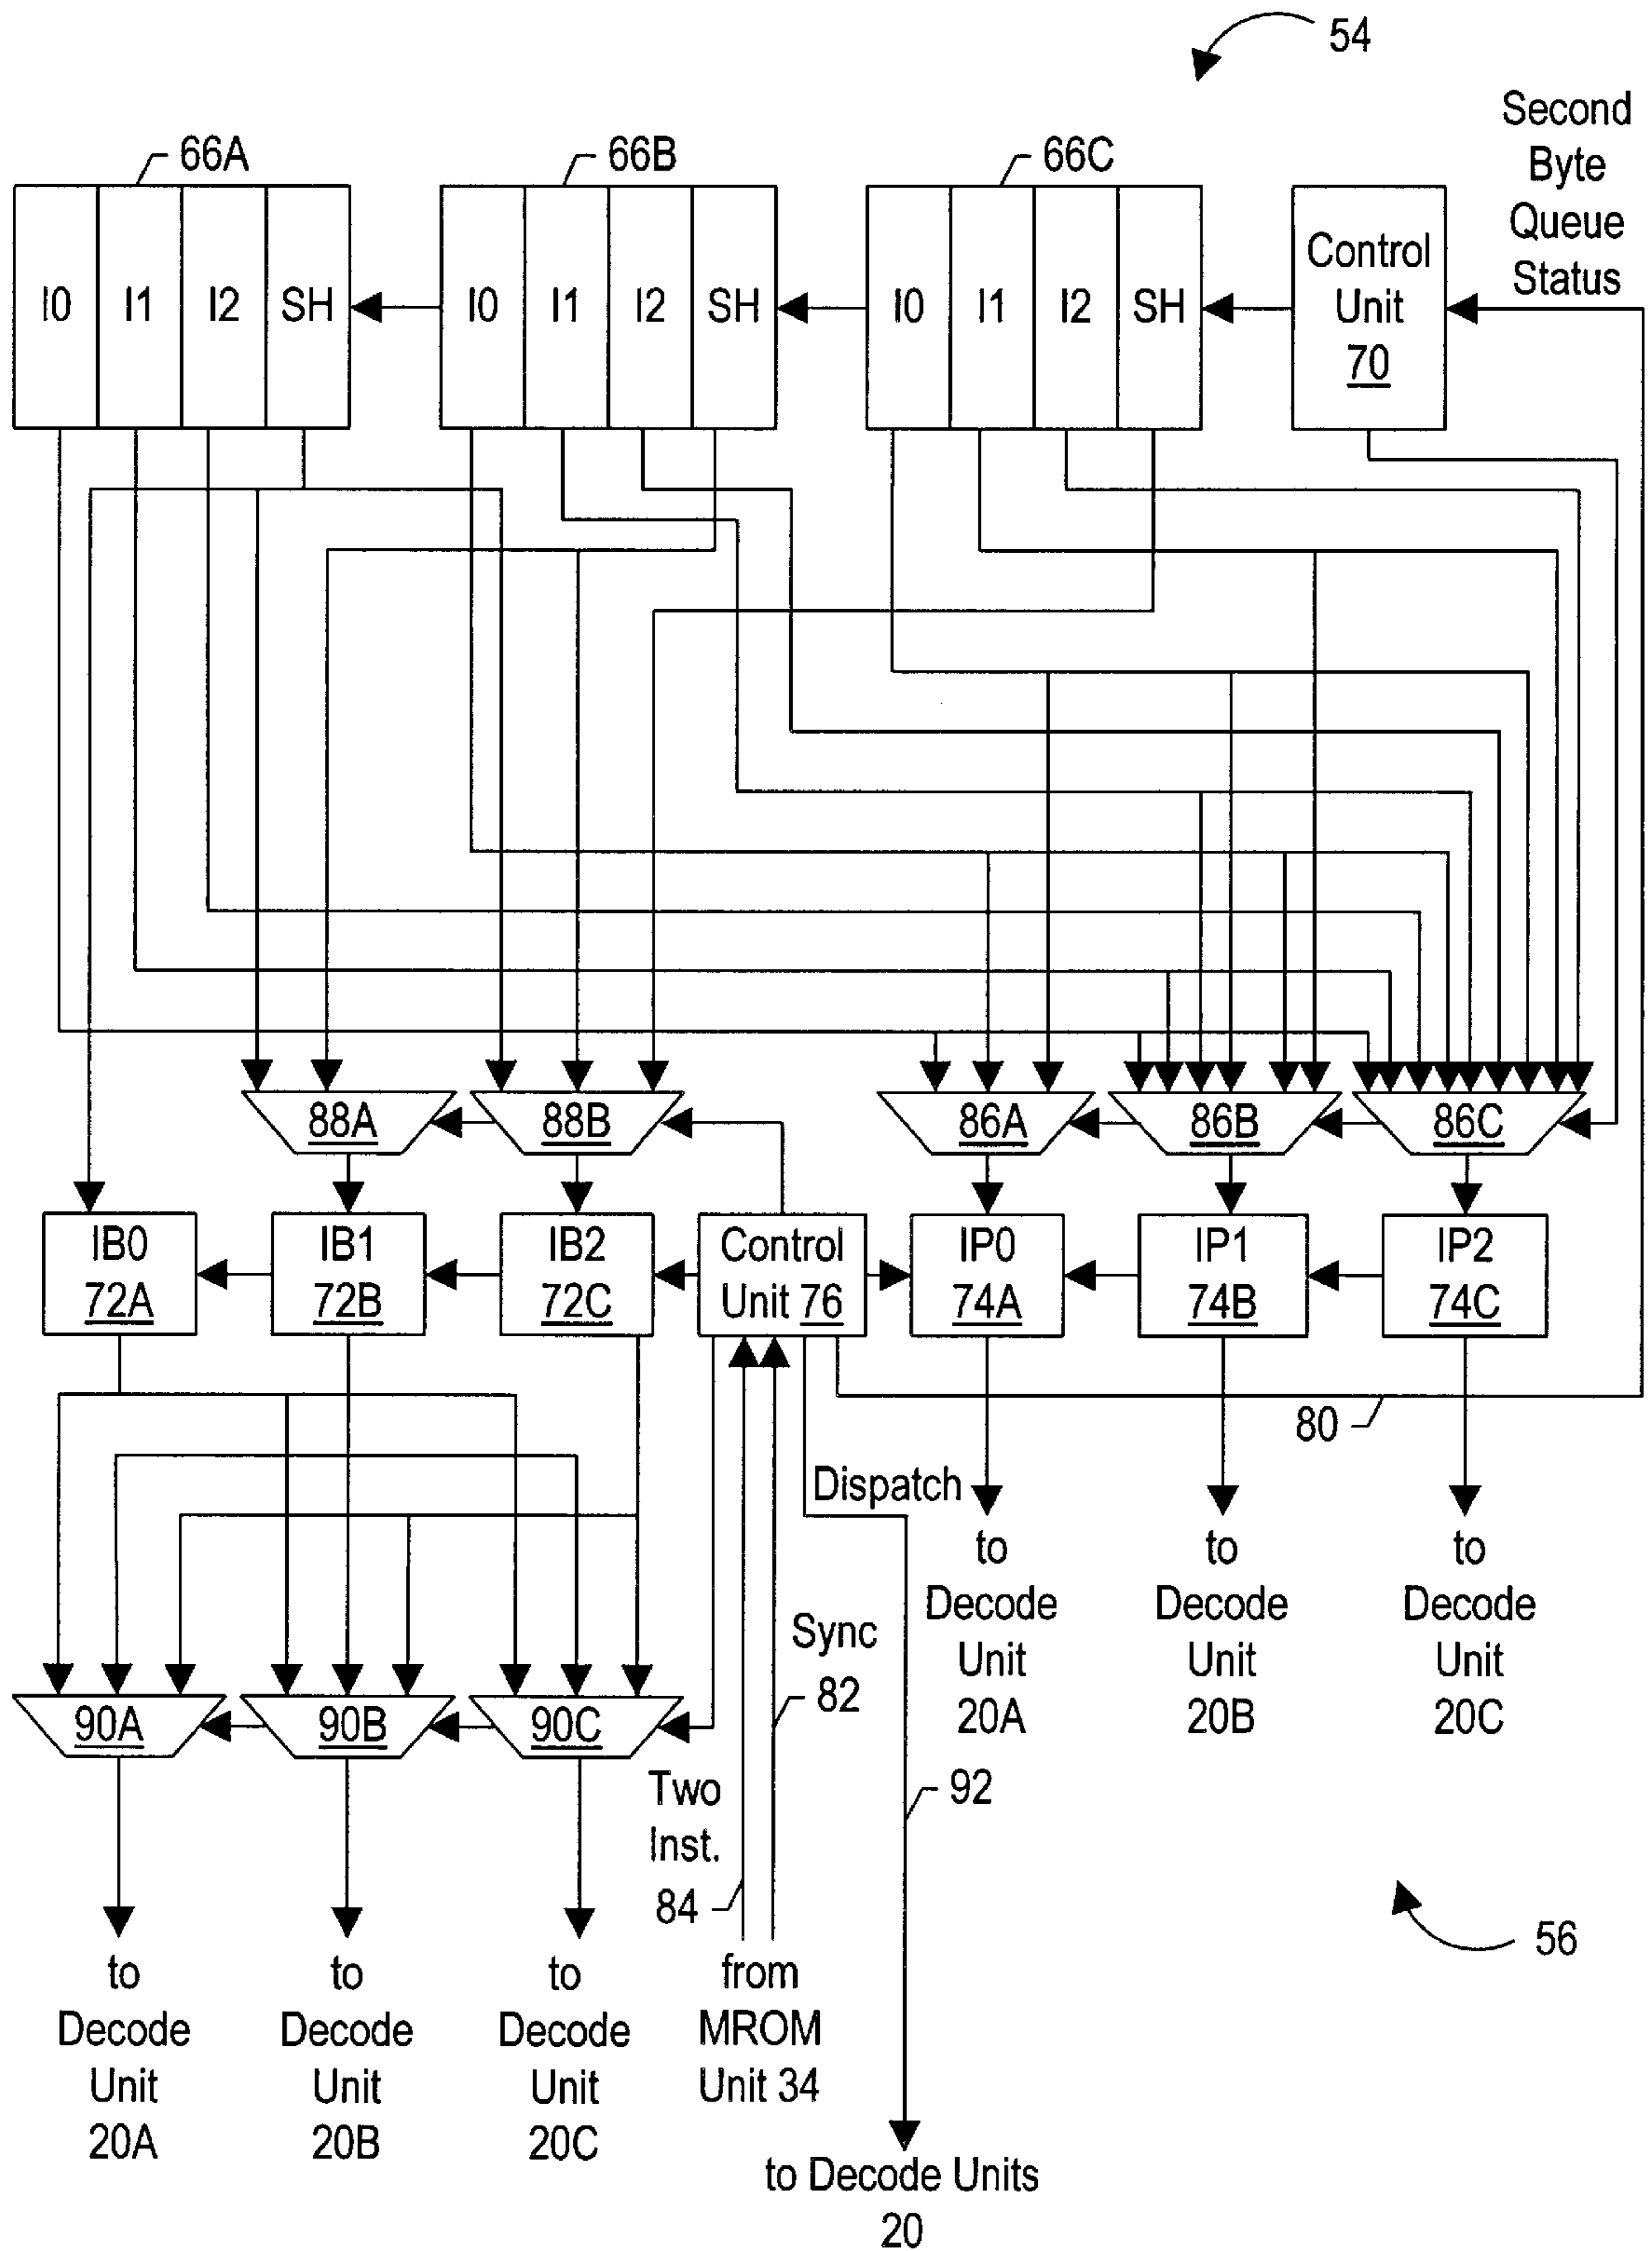 54
Second
Byte
Queue
Status
66A
66B
66C
I0 I1 I2 SH
I0 I1 I2 SH
I0 I1 I2 SH
Control
Unit
70
88A
88B
86A
86B
86C
IB0
72A
IB1
72B
IB2
72C
Control
Unit 76
IP0
74A
IP1
74B
IP2
74C
80
Dispatch
to
Decode
Unit
20A
to
Decode
Unit
20B
to
Decode
Unit
20C
Sync
82
90A
90B
90C
Two
Inst.
84
92
56
to
Decode
Unit
20A
to
Decode
Unit
20B
to
Decode
Unit
20C
from
MROM
Unit 34
to Decode Units
20